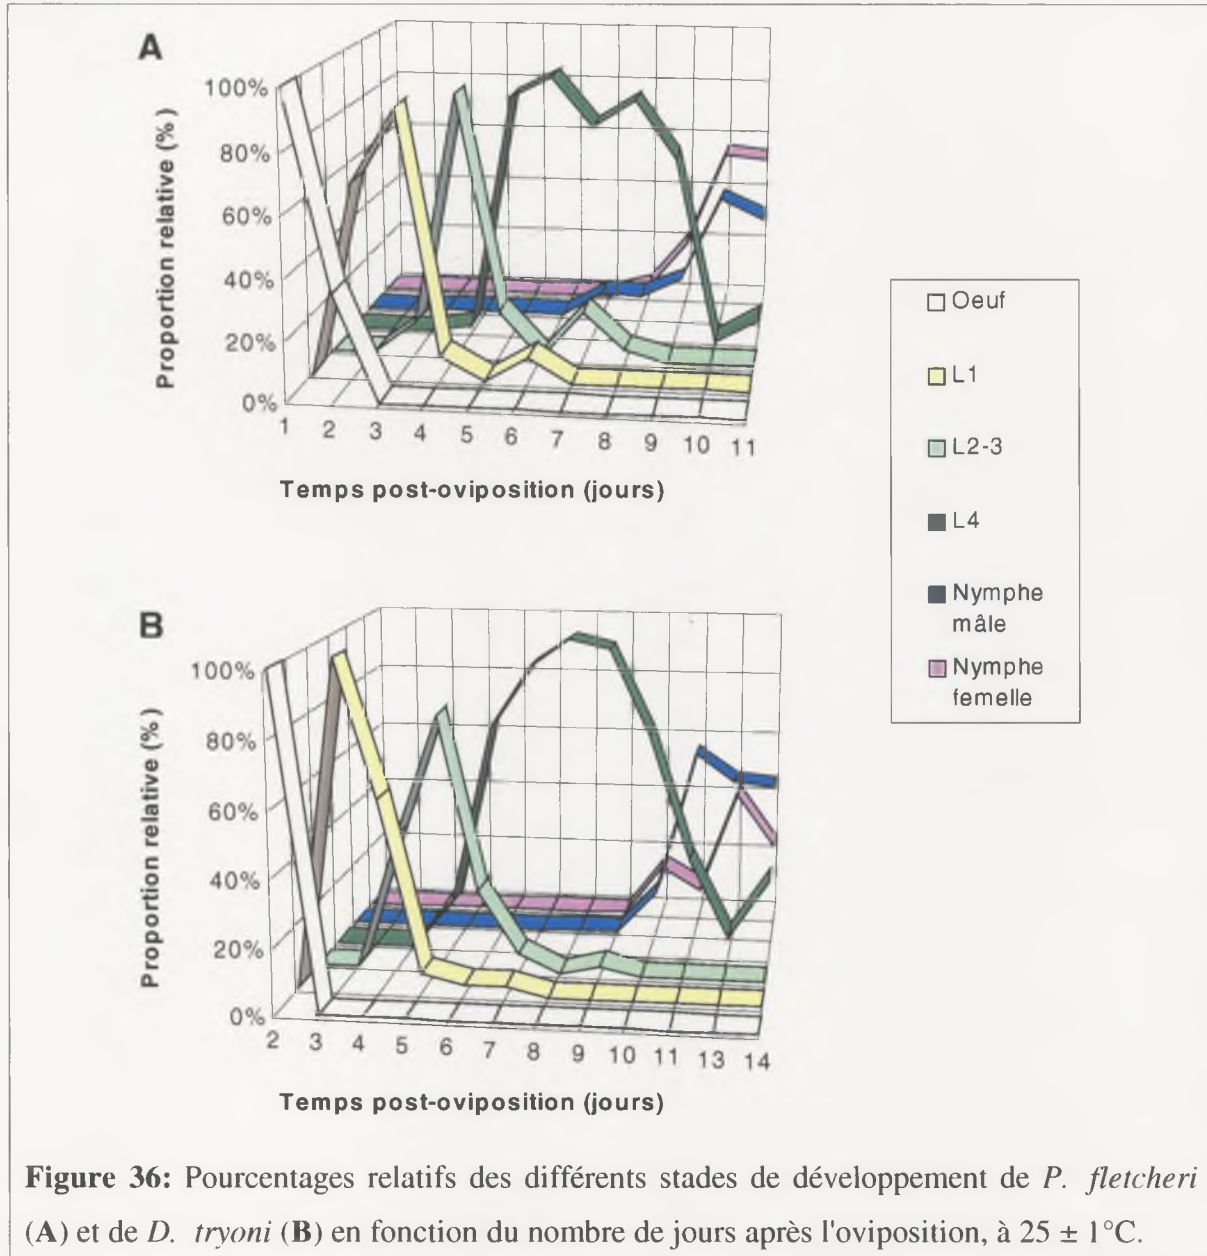 A
100%
80%
60%
40%
20%
0%
Proportion relative (%)
1 2 3 4 5 6 7 8 9 10 11
Temps post-oviposition (jours)
Oeuf
L1
L2-3
L4
Nymphe
mâle
Nymphe
femelle
B
100%
80%
60%
40%
20%
0%
Proportion relative (%)
2 3 4 5 6 7 8 9 10 11 13 14
Temps post-oviposition (jours)
Figure 36: Pourcentages relatifs des différents stades de développement de P. fletcheri
(A) et de D. tryoni (B) en fonction du nombre de jours après l'oviposition, à 25 ± 1°C.